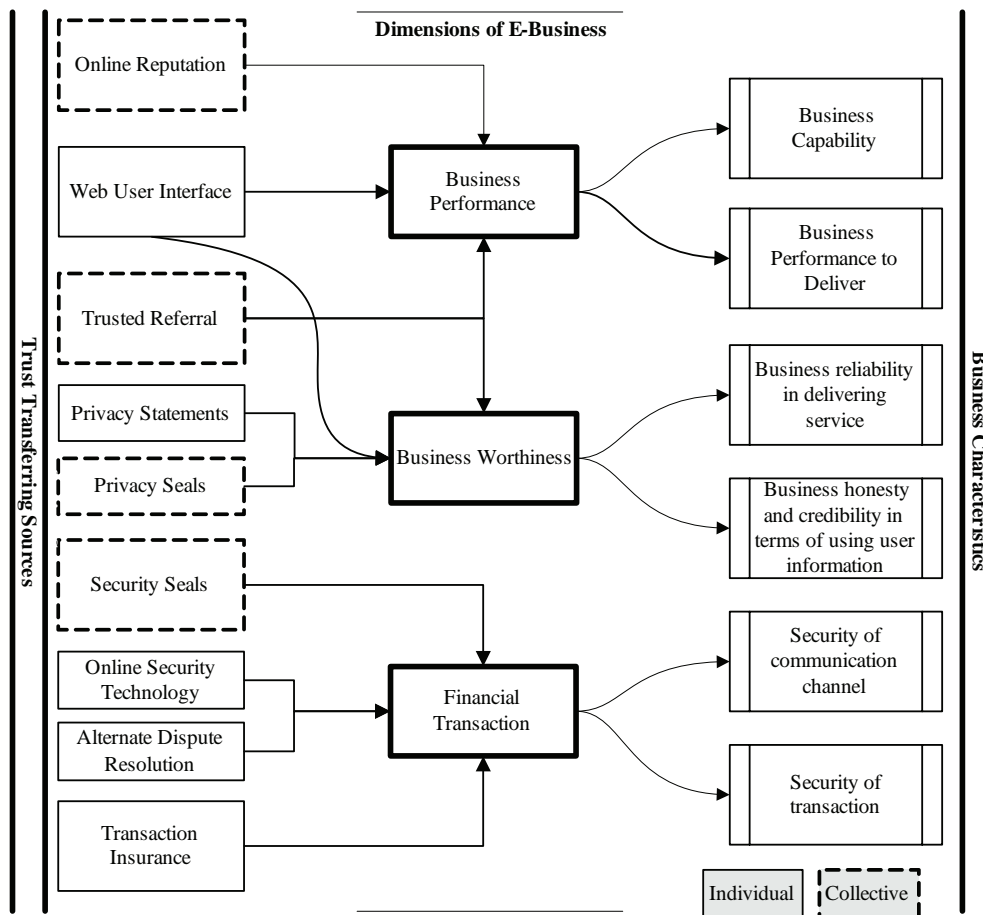 Dimensions of E-Business
Trust Transferring Sources
Online Reputation
Web User Interface
Trusted Referral
Privacy Statements
Privacy Seals
Security Seals
Online Security
Technology
Alternate Dispute
Resolution
Transaction
Insurance
Business
Performance
Business Worthiness
Financial
Transaction
Business
Capability
Business
Performance to
Deliver
Business reliability
in delivering
service
Business honesty
and credibility in
terms of using user
information
Security of
communication
channel
Security of
transaction
Business Characteristics
Individual
Collective